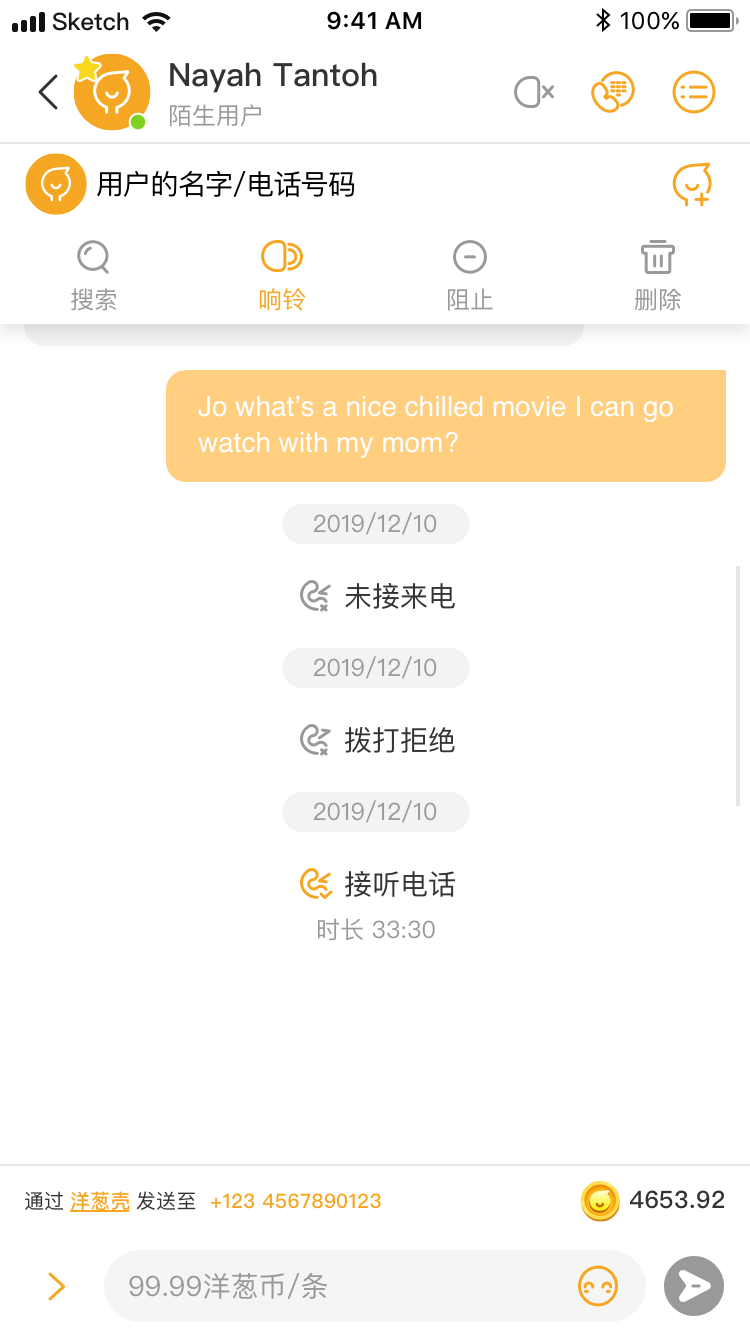 Sketch 9:41 AM 100%
Nayah Tantoh
陌生用户
用户的名字/电话号码
搜索 响铃 阻止 删除
Jo what’s a nice chilled movie I can go
watch with my mom?
2019/12/10
未接来电
2019/12/10
拨打拒绝
2019/12/10
接听电话
时长 33:30
通过 洋葱壳 发送至 +123 4567890123 4653.92
99.99洋葱币/条